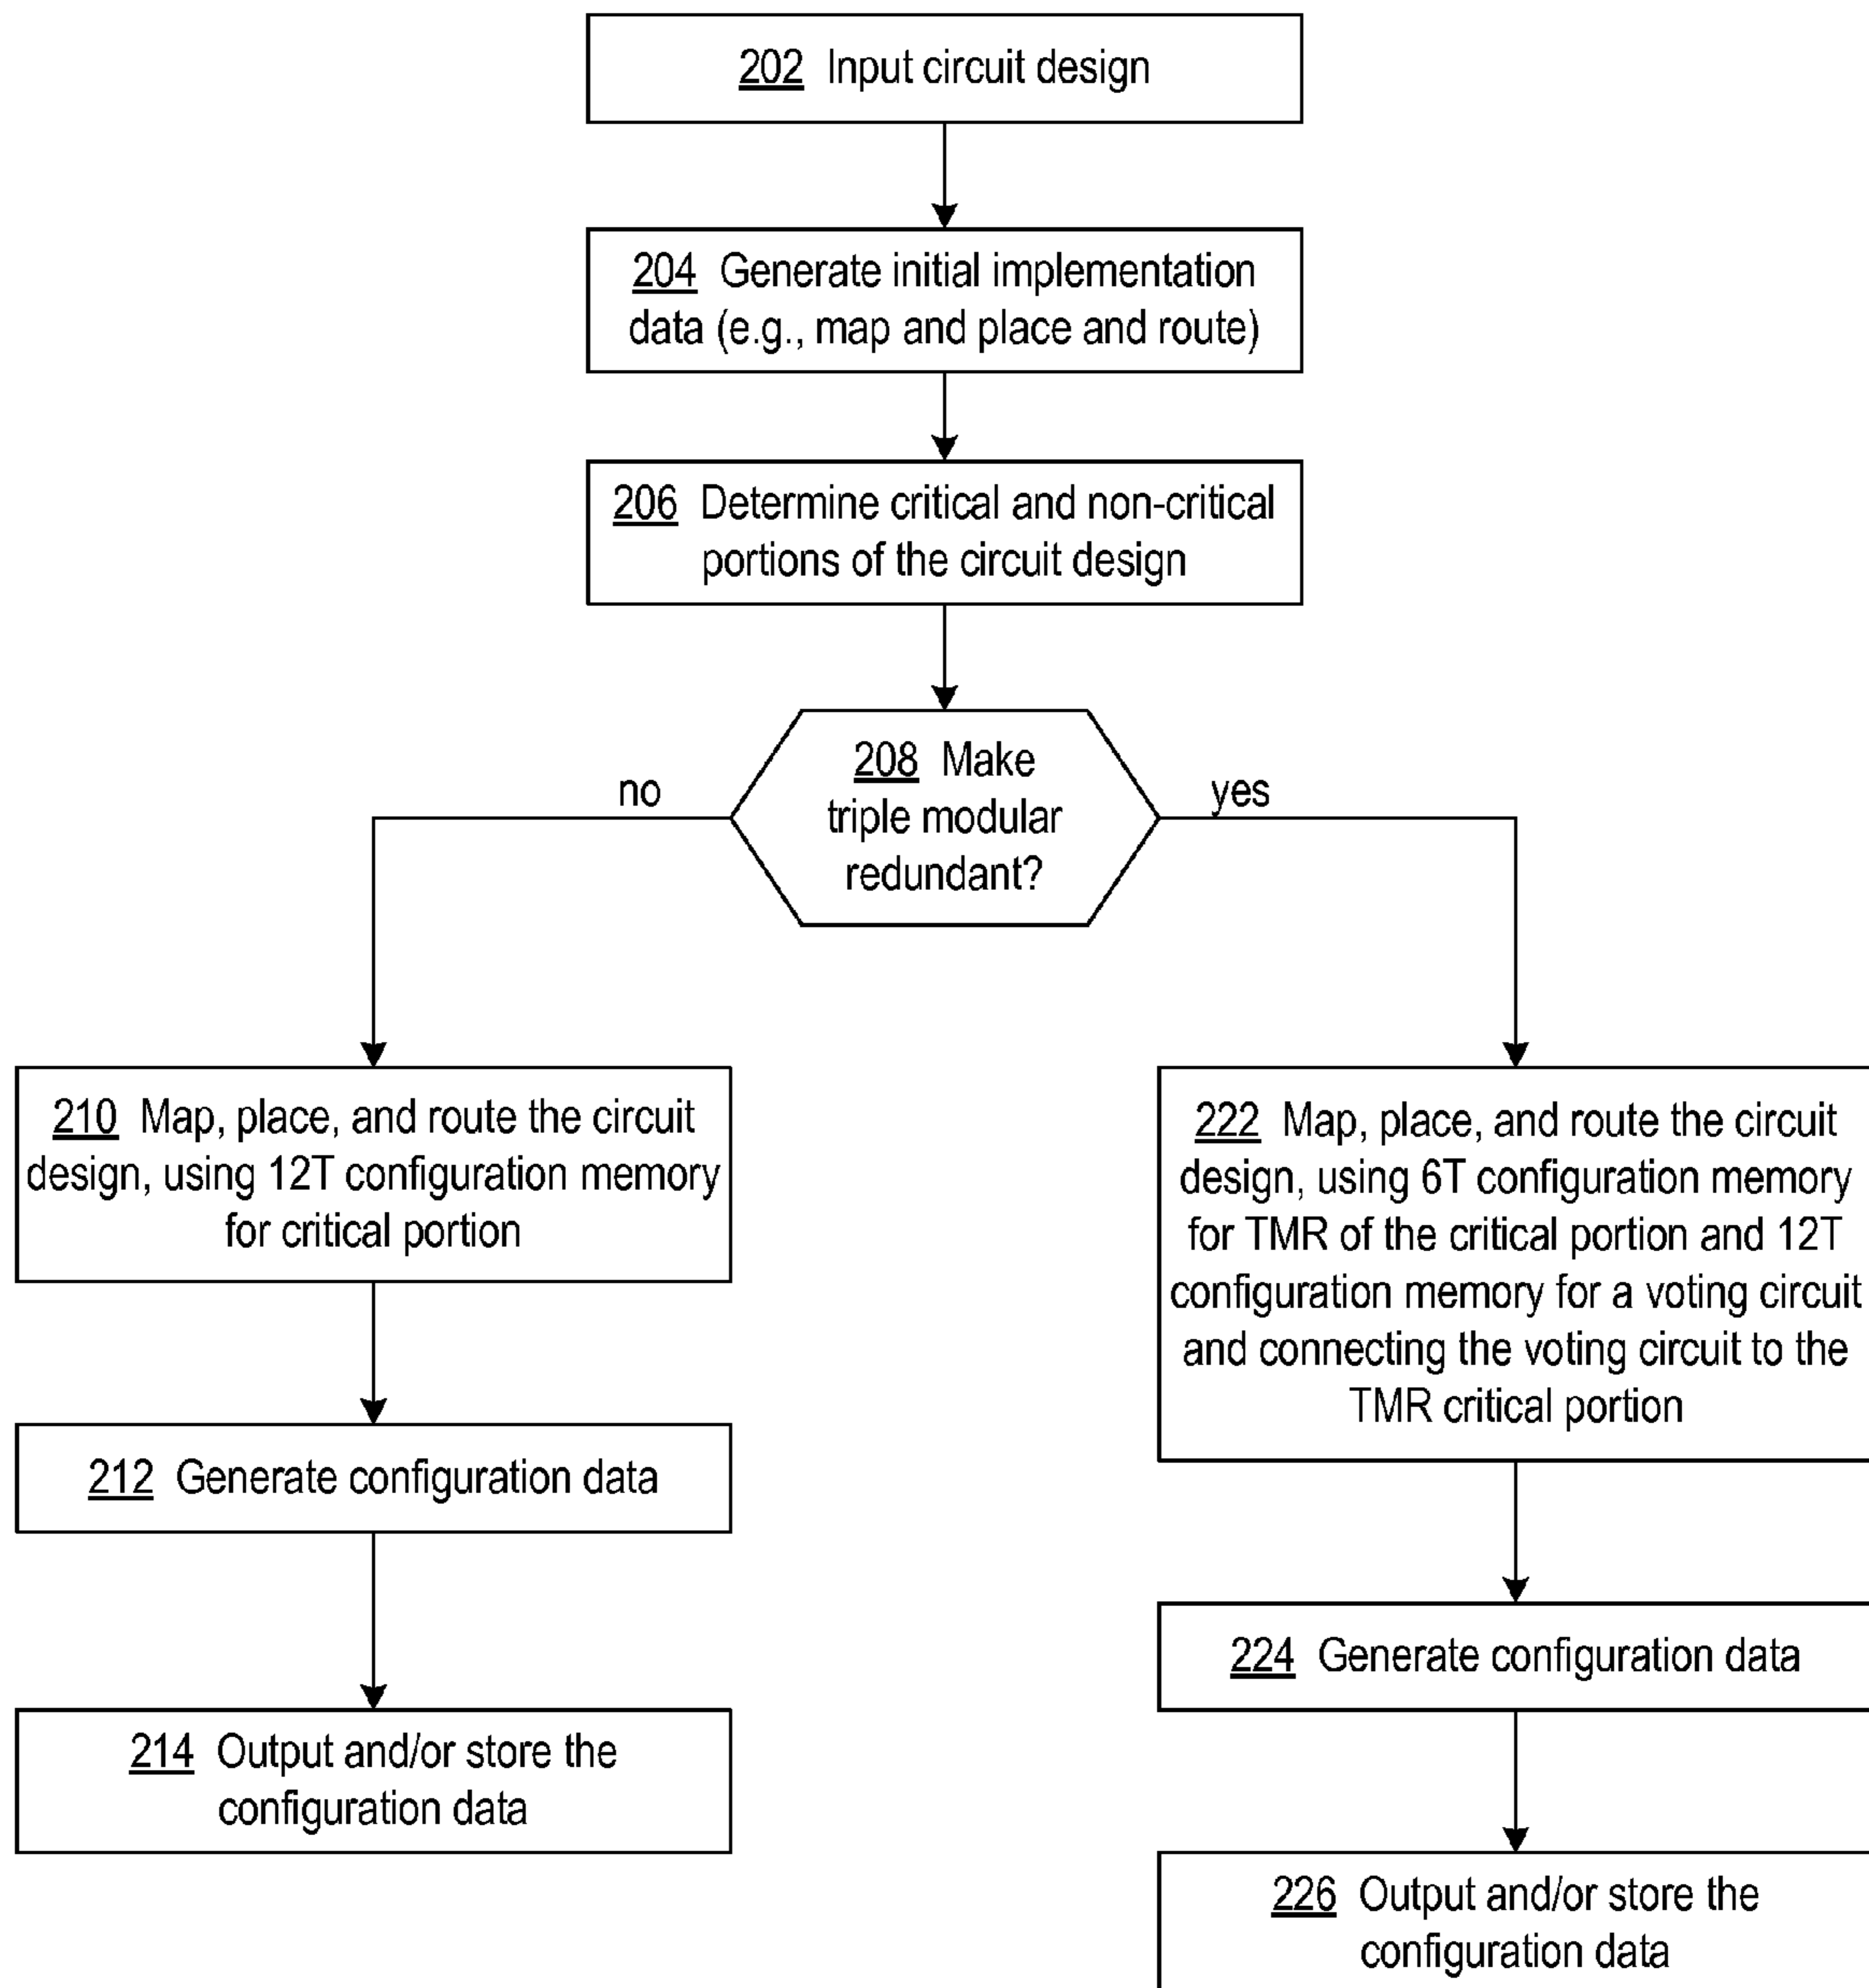 202 Input circuit design
204 Generate initial implementation
data (e.g., map and place and route)
206 Determine critical and non-critical
portions of the circuit design
208 Make
triple modular
redundant?
no
yes
210 Map, place, and route the circuit
design, using 12T configuration memory
for critical portion
212 Generate configuration data
214 Output and/or store the
configuration data
222 Map, place, and route the circuit
design, using 6T configuration memory
for TMR of the critical portion and 12T
configuration memory for a voting circuit
and connecting the voting circuit to the
TMR critical portion
224 Generate configuration data
226 Output and/or store the
configuration data